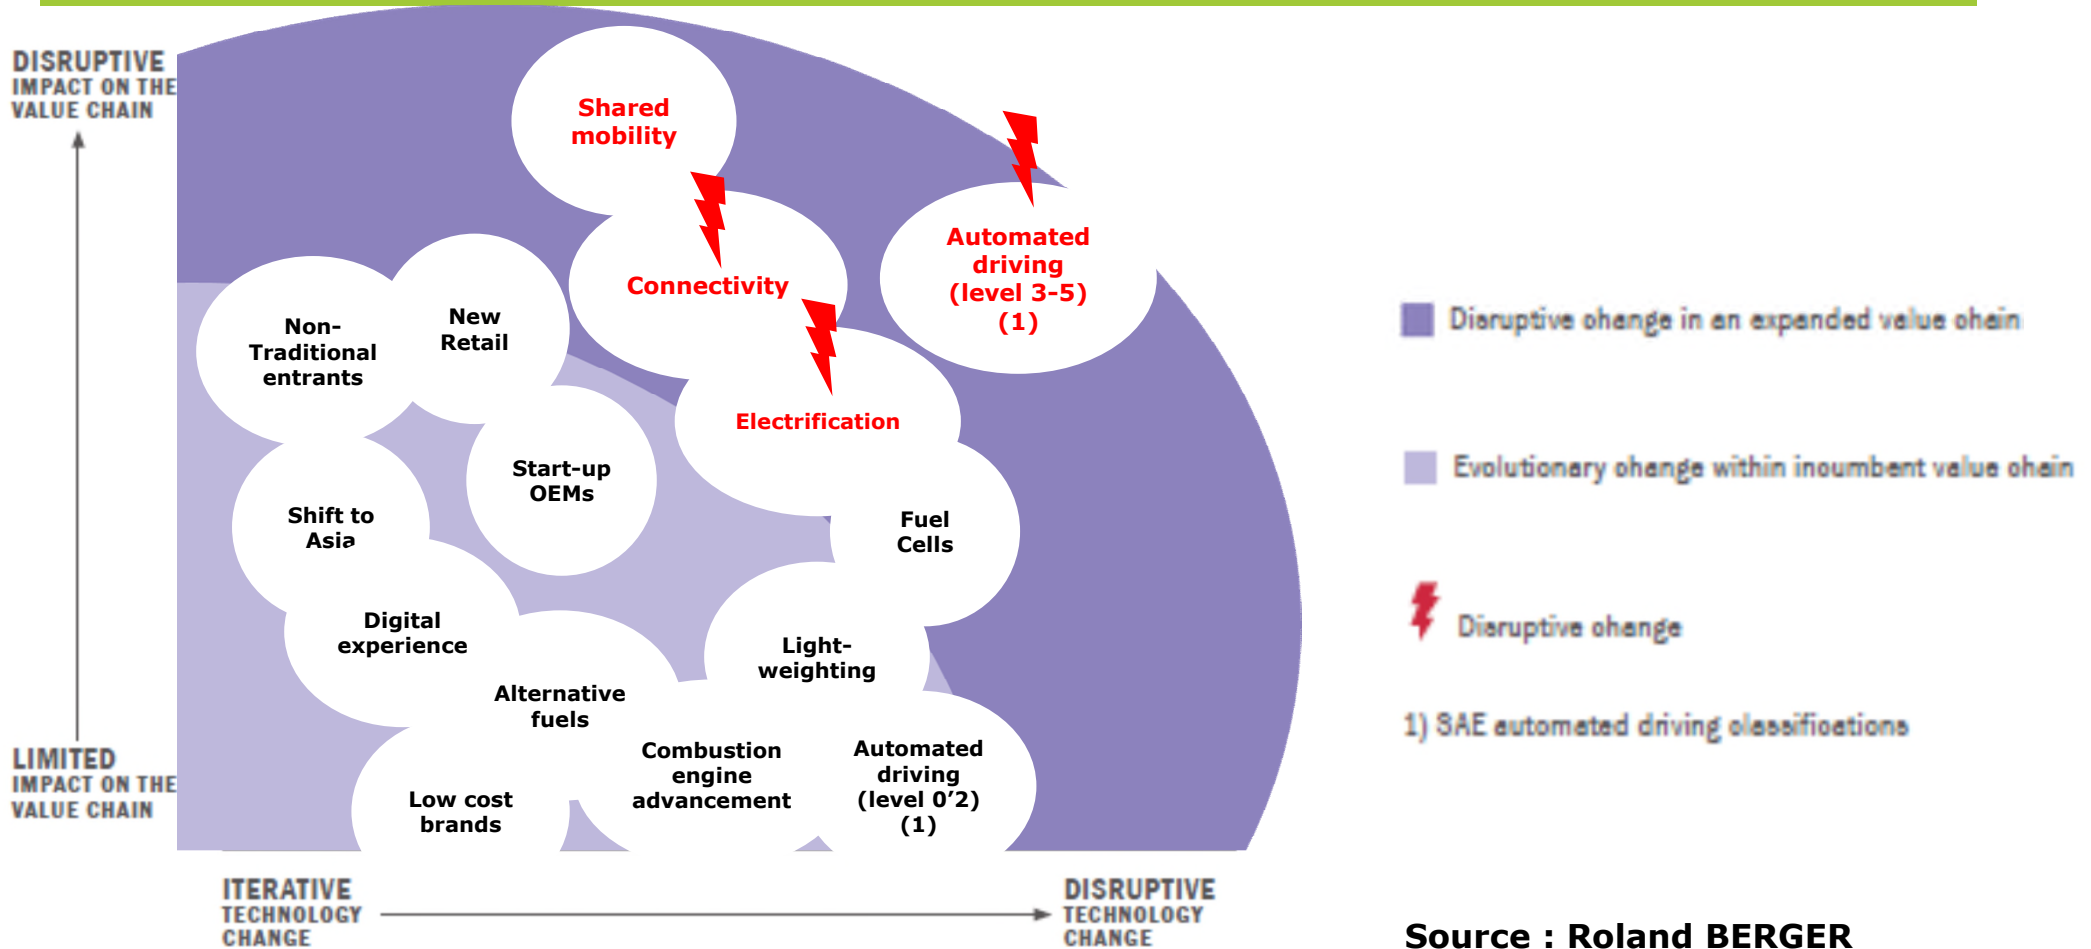 DISRUPTIVE
IMPACT ON THE
VALUE CHAIN
Shared
mobility
Connectivity
Automated
driving
(level 3-5)
(1)
Non-
Traditional
entrants
New
Retail
Electrification
Start-up
OEMs
Shift to
Asia
Fuel
Cells
Digital
experience
Light-
weighting
Alternative
fuels
Combustion
engine
advancement
Automated
driving
(level 0’2)
(1)
Low cost
brands
LIMITED
IMPACT ON THE
VALUE CHAIN
ITERATIVE
TECHNOLOGY
CHANGE
DISRUPTIVE
TECHNOLOGY
CHANGE
Disruptive change in an expanded value chain
Evolutionary change within incumbent value chain
Disruptive change
1) SAE automated driving classifications
Source : Roland BERGER